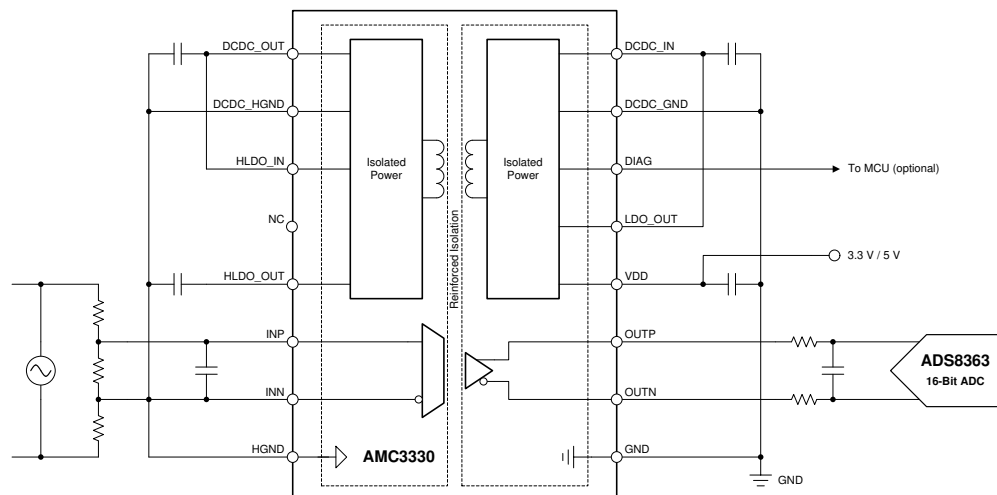 DCDC_OUT
DCDC_HGND
HLDO_IN
NC
HLDO_OUT
INP
INN
HGND
Isolated
Power
Reinforced Isolation
Isolated
Power
AMC3330
DCDC_IN
DCDC_GND
DIAG
LDO_OUT
VDD
OUTP
OUTN
GND
To MCU (optional)
3.3 V / 5 V
ADS8363
16-Bit ADC
GND